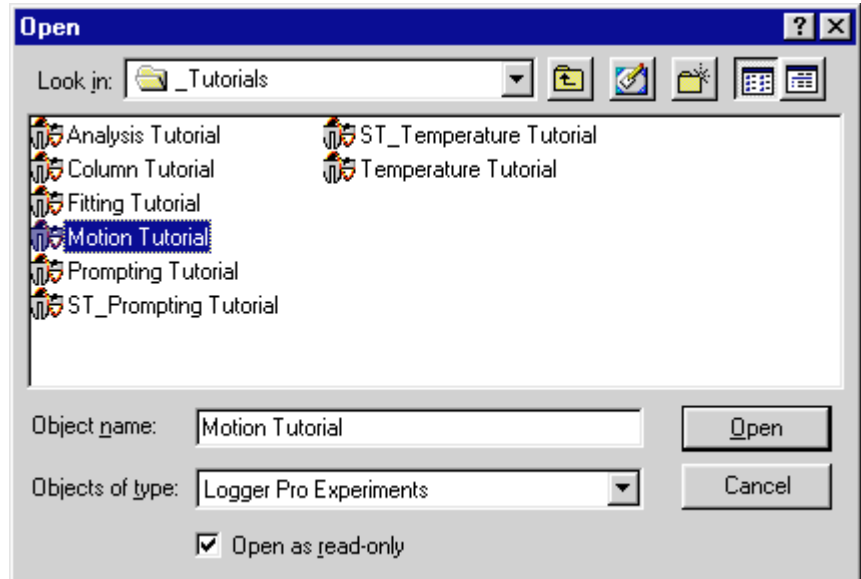 Open
Look in: _Tutorials
Analysis Tutorial
Column Tutorial
Fitting Tutorial
Motion Tutorial
Prompting Tutorial
ST_Prompting Tutorial
ST_Temperature Tutorial
Temperature Tutorial
Object name: Motion Tutorial
Open
Objects of type: Logger Pro Experiments
Cancel
Open as read-only